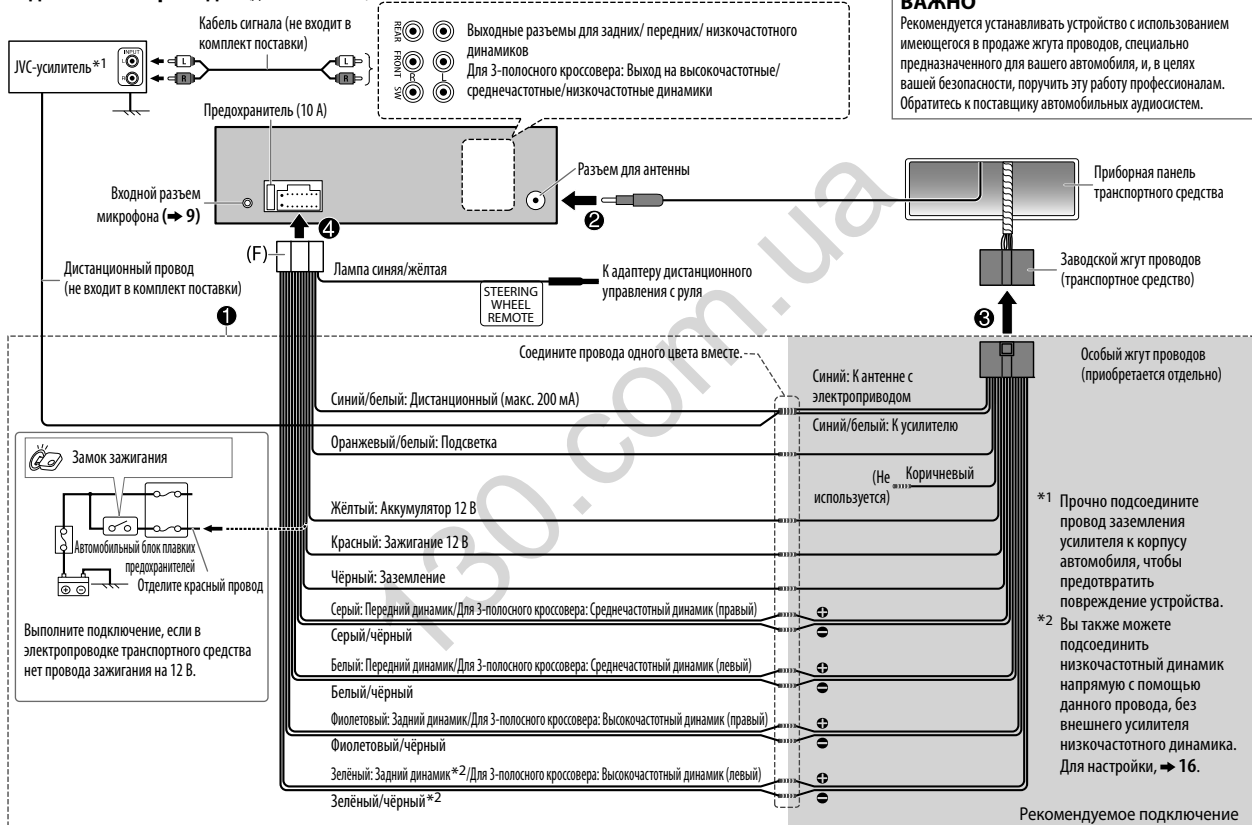 ВАЖНО
Рекомендуется устанавливать устройство с использованием
имеющегося в продаже жгута проводов, специально
предназначенного для вашего автомобиля, и, в целях
вашей безопасности, поручить эту работу профессионалам.
Обратитесь к поставщику автомобильных аудиосистем.
Кабель сигнала (не входит в
комплект поставки)
JVC-усилитель*1
INPUT
L
R
L
R
L
R
REAR
FRONT
SW
R
L
Выходные разъемы для задних/ передних/ низкочастотного
динамиков
Для 3-полосного кроссовера: Выход на высокочастотные/
среднечастотные/низкочастотные динамики
Предохранитель (10 А)
Входной разъем
микрофона (➜ 9)
Разъем для антенны
Приборная панель
транспортного средства
4
2
(F)
Лампа синяя/жёлтая
STEERING
WHEEL
REMOTE
К адаптеру дистанционного
управления с руля
Заводской жгут проводов
(транспортное средство)
Дистанционный провод
(не входит в комплект поставки)
1
3
Соедините провода одного цвета вместе.
Особый жгут проводов
(приобретается отдельно)
Синий: К антенне с
электроприводом
Синий/белый: Дистанционный (макс. 200 мА)
Синий/белый: К усилителю
Оранжевый/белый: Подсветка
(Не
используется)
Коричневый
Замок зажигания
Автомобильный блок плавких
предохранителей
Отделите красный провод
Выполните подключение, если в
электропроводке транспортного средства
нет провода зажигания на 12 В.
Жёлтый: Аккумулятор 12 В
Красный: Зажигание 12 В
Чёрный: Заземление
Серый: Передний динамик/Для 3-полосного кроссовера: Среднечастотный динамик (правый)
Серый/чёрный
Белый: Передний динамик/Для 3-полосного кроссовера: Среднечастотный динамик (левый)
Белый/чёрный
Фиолетовый: Задний динамик/Для 3-полосного кроссовера: Высокочастотный динамик (правый)
Фиолетовый/чёрный
Зелёный: Задний динамик*2/Для 3-полосного кроссовера: Высокочастотный динамик (левый)
Зелёный/чёрный*2
*1 Прочно подсоедините
провод заземления
усилителя к корпусу
автомобиля, чтобы
предотвратить
повреждение устройства.
*2 Вы также можете
подсоединить
низкочастотный динамик
напрямую с помощью
данного провода, без
внешнего усилителя
низкочастотного динамика.
Для настройки, ➜ 16.
Рекомендуемое подключение
130.com.ua